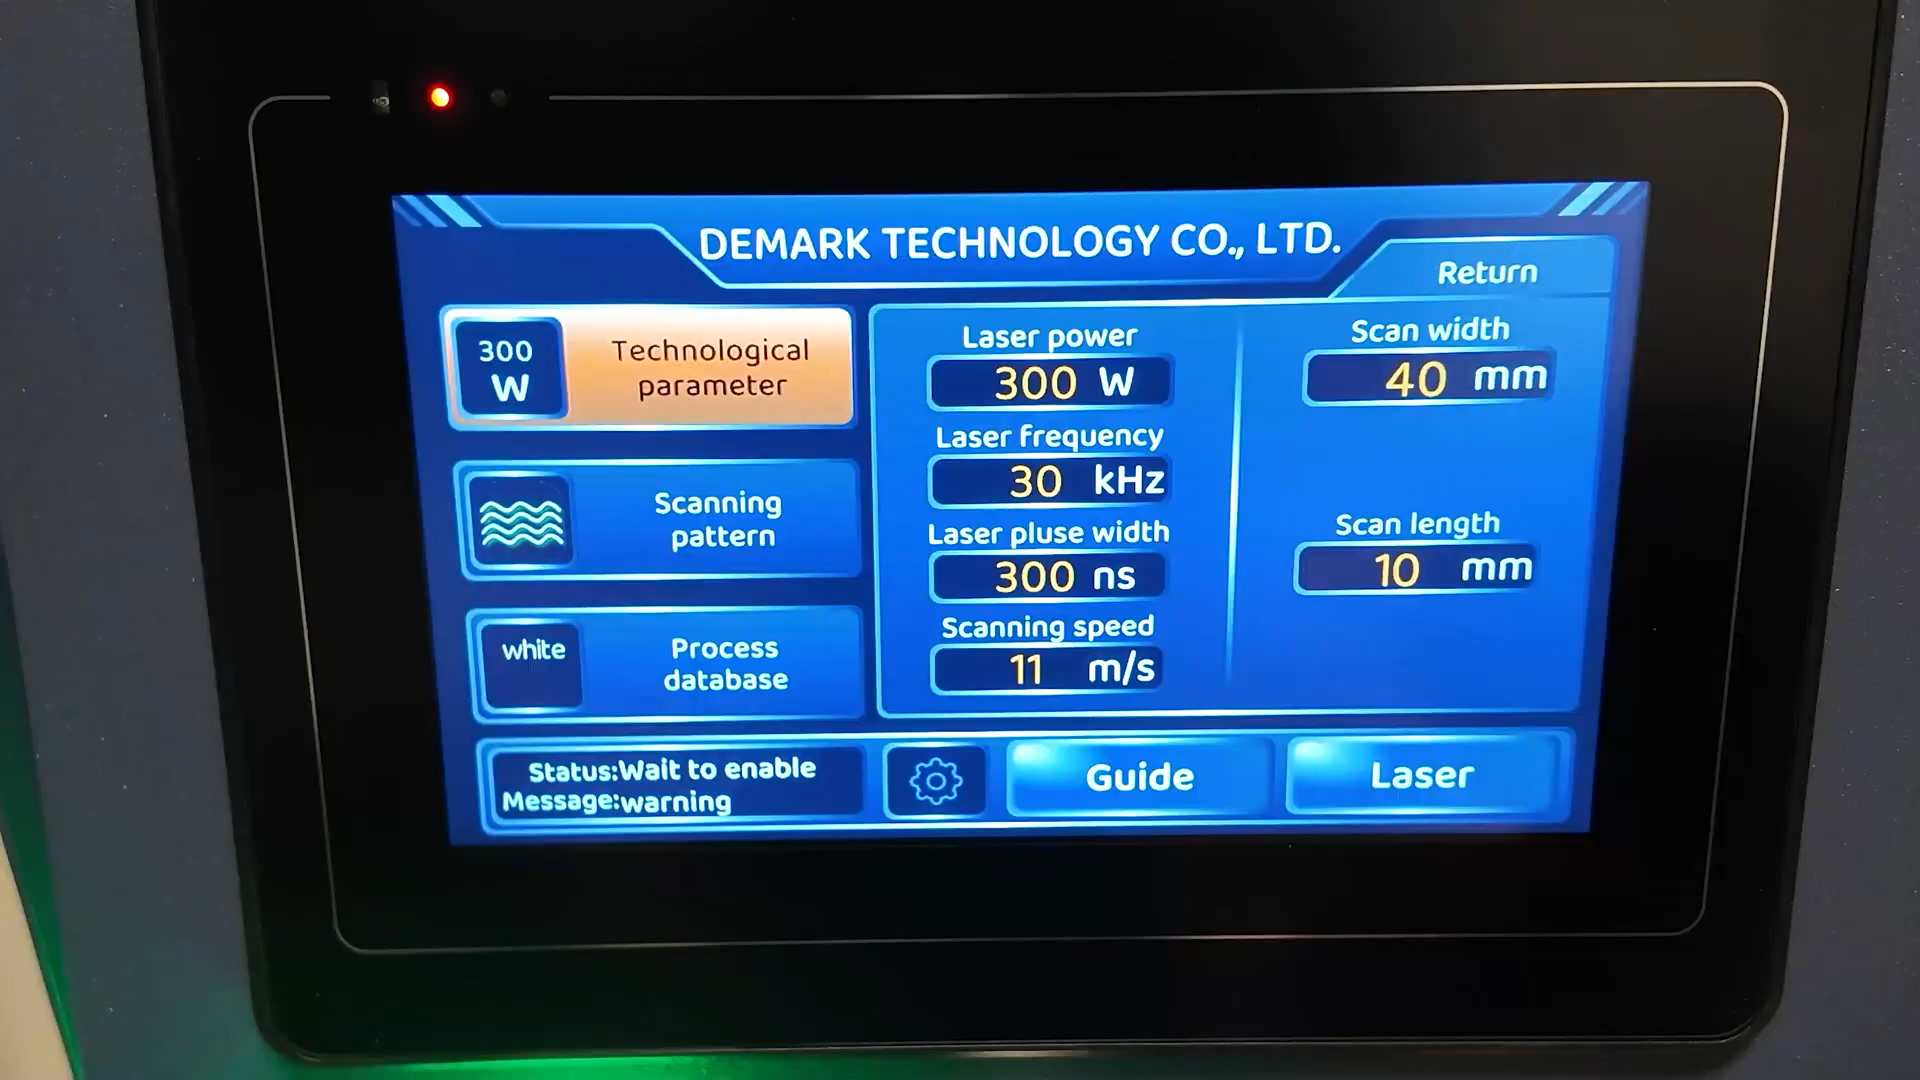 DEMARK TECHNOLOGY CO., LTD.
Return
300
W
Technological
parameter
Scanning
pattern
white
Process
database
Laser power
300 W
Laser frequency
30 kHz
Laser pluse width
300 ns
Scanning speed
11 m/s
Scan width
40 mm
Scan length
10 mm
Status:Wait to enable
Message:warning
Guide
Laser